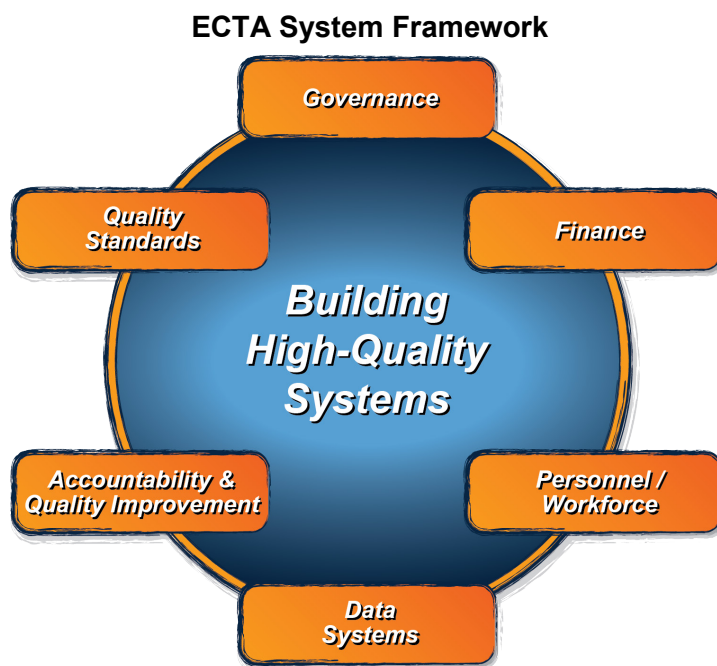 ECTA System Framework
Governance
Quality
Standards
Finance
Building
High-Quality
Systems
Accountability &
Quality Improvement
Personnel /
Workforce
Data
Systems